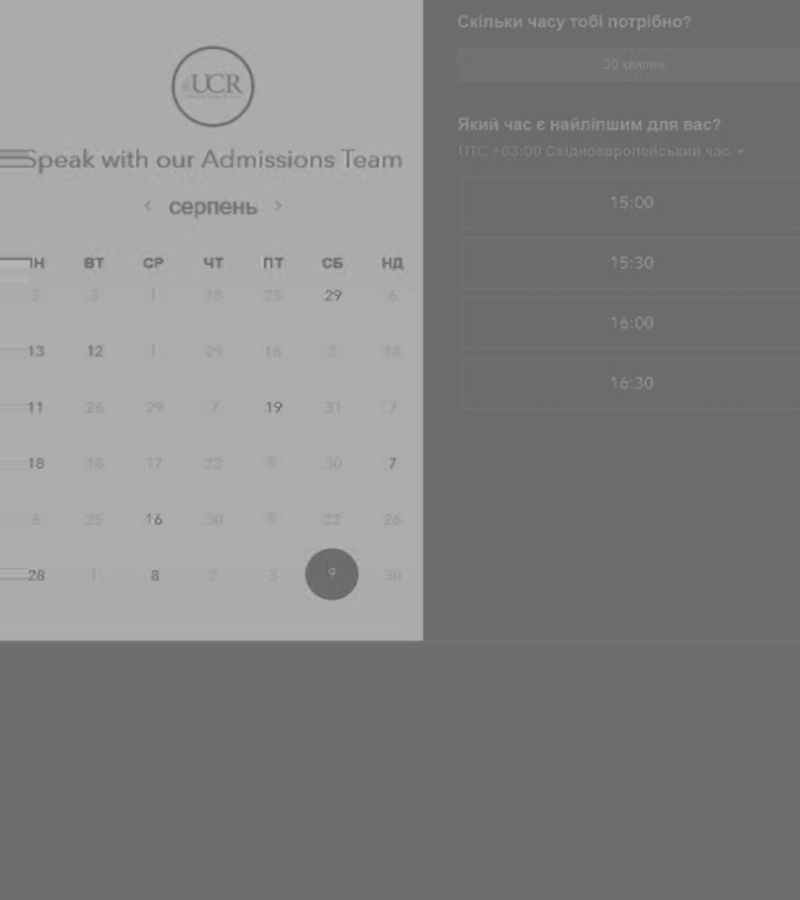 UCR
Speak with our Admissions Team
серпень
ПН ВТ СР ЧТ ПТ СБ НД
3 3 1 18 25 29 6
13 12 1 29 16 2 18
11 26 29 7 19 31 7
18 18 17 23 5 30 7
6 25 16 30 5 23 26
28 1 8 2 3 9 30
Скільки часу тобі потрібно?
30 хвилин
Який час є найліпшим для вас?
UTC +03:00 Східноєвропейський час
15:00
15:30
16:00
16:30